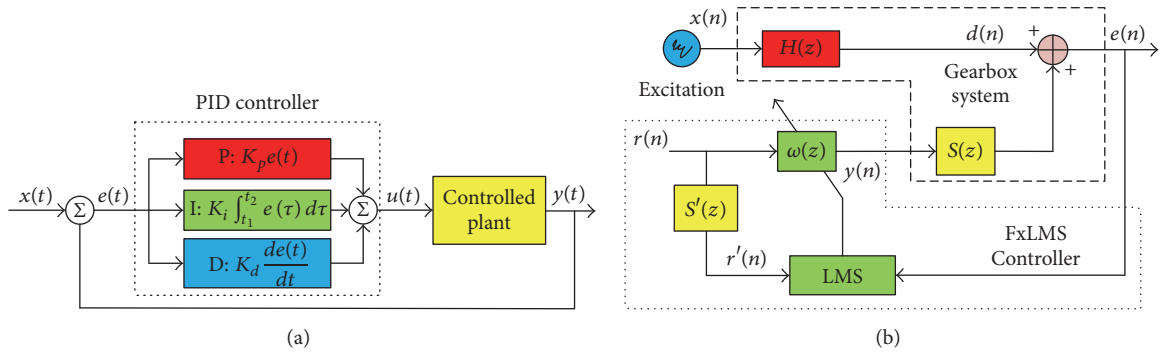 PID controller
P: K_p e(t)
x(t)
Σ
e(t)
I: K_i ∫_{t_1}^{t_2} e(τ) dτ
Σ
u(t)
Controlled
plant
y(t)
D: K_d de(t)/dt
(a)
x(n)
H(z)
d(n)
+
e(n)
+
Excitation
Gearbox
system
r(n)
ω(z)
y(n)
S(z)
S′(z)
r′(n)
LMS
FxLMS
Controller
(b)